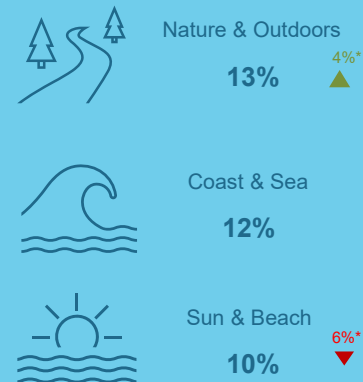 Nature & Outdoors
4%*
13%
Coast & Sea
12%
Sun & Beach
6%*
10%